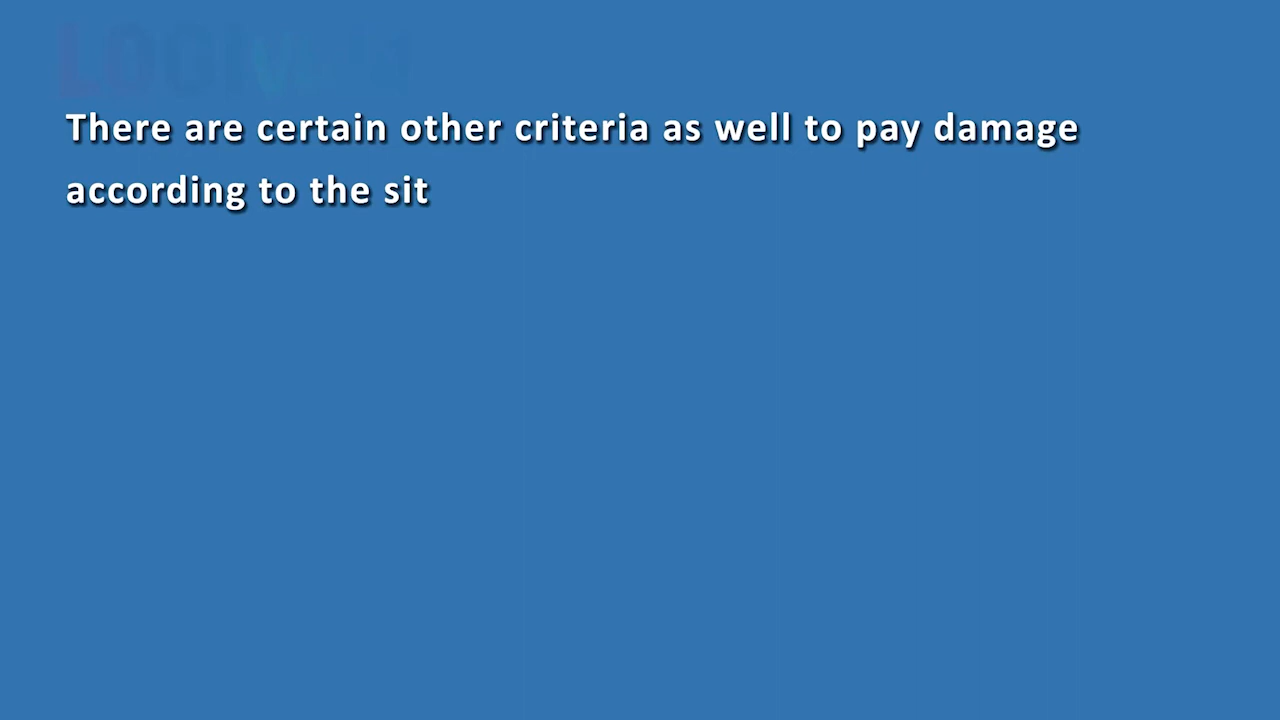 There are certain other criteria as well to pay damage
according to the sit